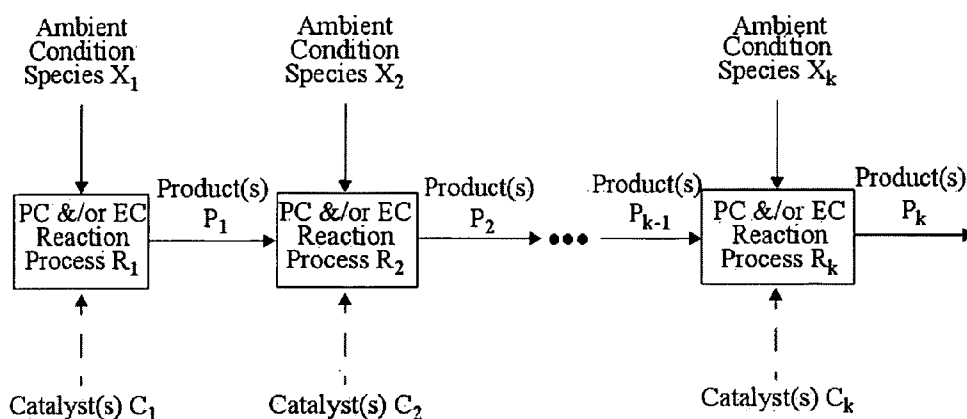 Ambient
Condition
Species X1
Ambient
Condition
Species X2
Ambient
Condition
Species Xk
PC &/or EC
Reaction
Process R1
Product(s)
P1
PC &/or EC
Reaction
Process R2
Product(s)
P2
•••
Product(s)
Pk-1
PC &/or EC
Reaction
Process Rk
Product(s)
Pk
Catalyst(s) C1
Catalyst(s) C2
Catalyst(s) Ck